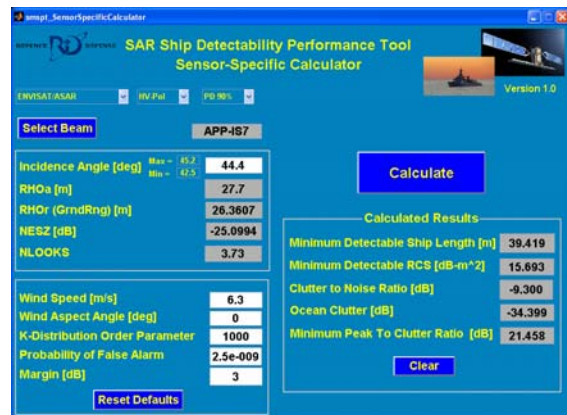 smspt_SensorSpecificCalculator
DEFENCE R&D DEFENSE
SAR Ship Detectability Performance Tool
Sensor-Specific Calculator
Version 1.0
ENVISAT/ASAR HV-Pol PD 90%
Select Beam APP-IS7
Incidence Angle [deg] Max = 45.2 Min = 42.5 44.4
RHOa [m] 27.7
RHOr (GrndRng) [m] 26.3607
NESZ [dB] -25.0994
NLOOKS 3.73
Wind Speed [m/s] 6.3
Wind Aspect Angle [deg] 0
K-Distribution Order Parameter 1000
Probability of False Alarm 2.5e-009
Margin [dB] 3
Reset Defaults
Calculate
Calculated Results
Minimum Detectable Ship Length [m] 39.419
Minimum Detectable RCS [dB-m^2] 15.693
Clutter to Noise Ratio [dB] -9.300
Ocean Clutter [dB] -34.399
Minimum Peak To Clutter Ratio [dB] 21.458
Clear